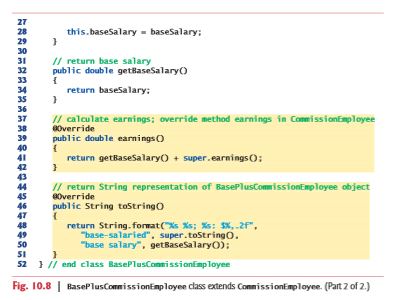 27
28 this.baseSalary = baseSalary;
29 }
30
31 // return base salary
32 public double getBaseSalary()
33 {
34 return baseSalary;
35 }
36
37 // calculate earnings; override method earnings in CommissionEmployee
38 @Override
39 public double earnings()
40 {
41 return getBaseSalary() + super.earnings();
42 }
43
44 // return String representation of BasePlusCommissionEmployee object
45 @Override
46 public String toString()
47 {
48 return String.format("%s %s; %s: $%,.2f",
49 "base-salaried", super.toString(),
50 "base salary", getBaseSalary());
51 }
52 } // end class BasePlusCommissionEmployee
Fig. 10.8 | BasePlusCommissionEmployee class extends CommissionEmployee. (Part 2 of 2.)